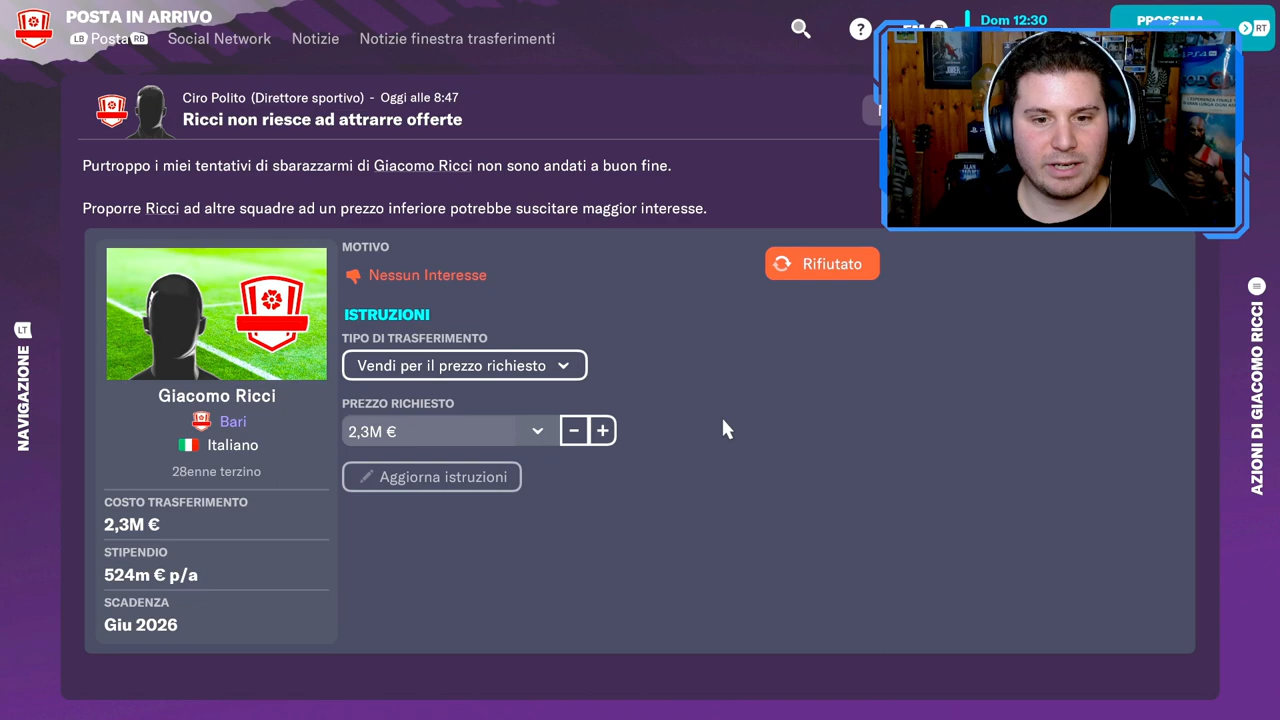 POSTA IN ARRIVO
LB Posta RB Social Network Notizie Notizie finestra trasferimenti
Dom 12:30
PROSSIMA
RT
Ciro Polito (Direttore sportivo) - Oggi alle 8:47
Ricci non riesce ad attrarre offerte
Purtroppo i miei tentativi di sbarazzarmi di Giacomo Ricci non sono andati a buon fine.
Proporre Ricci ad altre squadre ad un prezzo inferiore potrebbe suscitare maggior interesse.
MOTIVO
Nessun Interesse
Rifiutato
ISTRUZIONI
TIPO DI TRASFERIMENTO
Vendi per il prezzo richiesto
PREZZO RICHIESTO
2,3M €
Aggiorna istruzioni
Giacomo Ricci
Bari
Italiano
28enne terzino
COSTO TRASFERIMENTO
2,3M €
STIPENDIO
524m € p/a
SCADENZA
Giu 2026
LT
NAVIGAZIONE
AZIONI DI GIACOMO RICCI
PS4